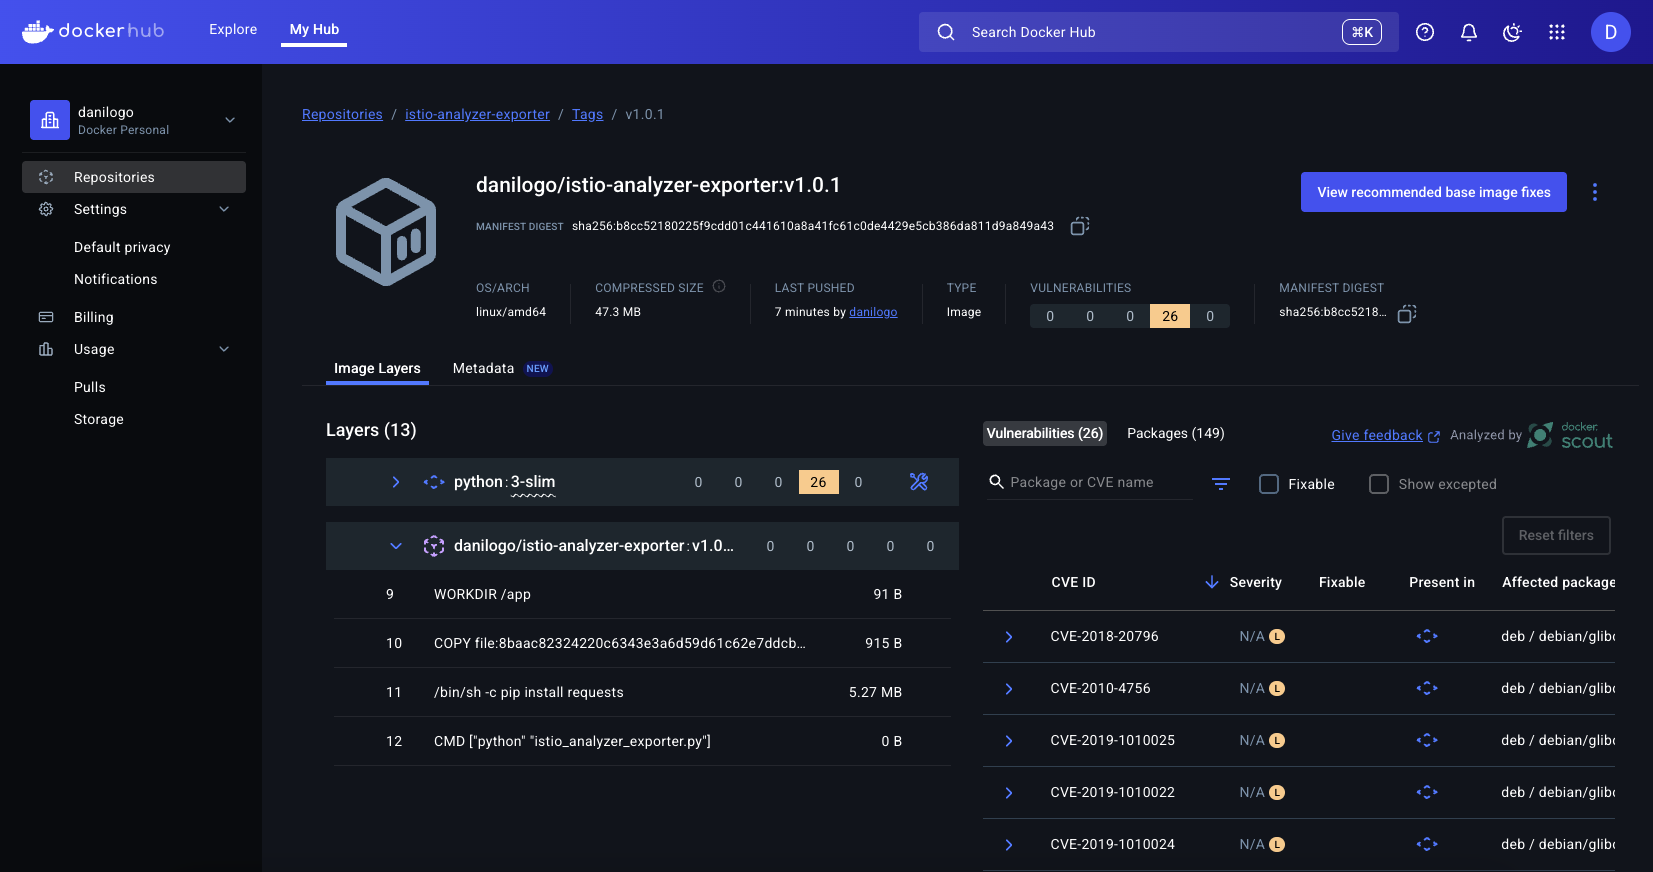 docker hub
Explore
My Hub
Search Docker Hub
⌘K
D
danilogo
Docker Personal
Repositories
Settings
Default privacy
Notifications
Billing
Usage
Pulls
Storage
Repositories / istio-analyzer-exporter / Tags / v1.0.1
danilogo/istio-analyzer-exporter:v1.0.1
View recommended base image fixes
MANIFEST DIGEST sha256:b8cc52180225f9cdd01c441610a8a41fc61c0de4429e5cb386da811d9a849a43
OS/ARCH
linux/amd64
COMPRESSED SIZE
47.3 MB
LAST PUSHED
7 minutes by danilogo
TYPE
Image
VULNERABILITIES
0 0 0 26 0
MANIFEST DIGEST
sha256:b8cc5218...
Image Layers
Metadata NEW
Layers (13)
python:3-slim 0 0 0 26 0
danilogo/istio-analyzer-exporter:v1.0... 0 0 0 0 0
9 WORKDIR /app 91 B
10 COPY file:8baac82324220c6343e3a6d59d61c62e7ddcb... 915 B
11 /bin/sh -c pip install requests 5.27 MB
12 CMD ["python" "istio_analyzer_exporter.py"] 0 B
Vulnerabilities (26)
Packages (149)
Give feedback
Analyzed by docker scout
Package or CVE name
Fixable
Show excepted
Reset filters
CVE ID Severity Fixable Present in Affected package
CVE-2018-20796 N/A L deb / debian/glibc
CVE-2010-4756 N/A L deb / debian/glibc
CVE-2019-1010025 N/A L deb / debian/glibc
CVE-2019-1010022 N/A L deb / debian/glibc
CVE-2019-1010024 N/A L deb / debian/glibc